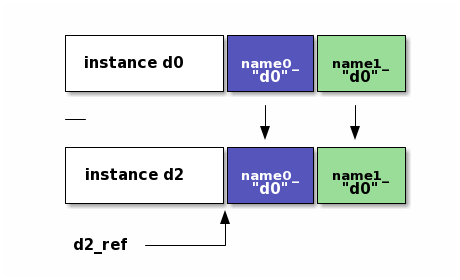 instance d0
name0_
"d0"
name1_
"d0"
instance d2
name0_
"d0"
name1_
"d0"
d2_ref